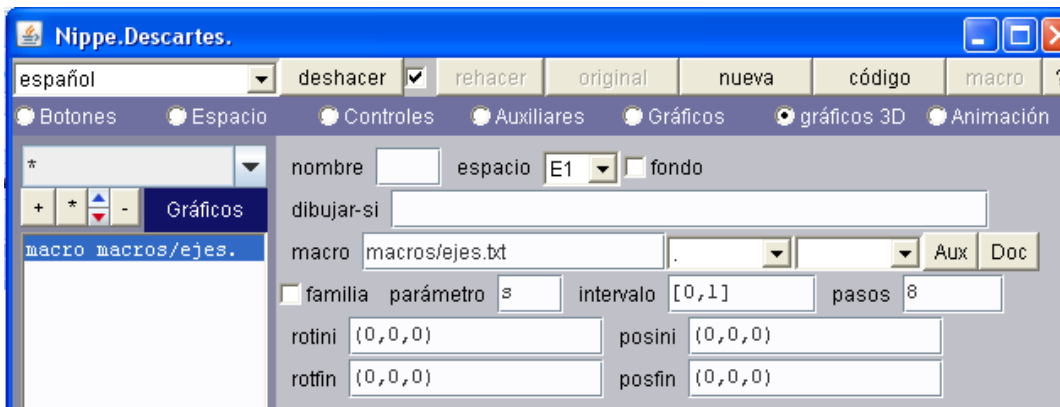 Nippe.Descartes.
español deshacer rehacer original nueva código macro ?
Botones Espacio Controles Auxiliares Gráficos gráficos 3D Animación
* nombre espacio E1 fondo
+ * - Gráficos dibujar-si
macro macros/ejes. macro macros/ejes.txt . Aux Doc
familia parámetro s intervalo [0,1] pasos 8
rotini (0,0,0) posini (0,0,0)
rotfin (0,0,0) posfin (0,0,0)